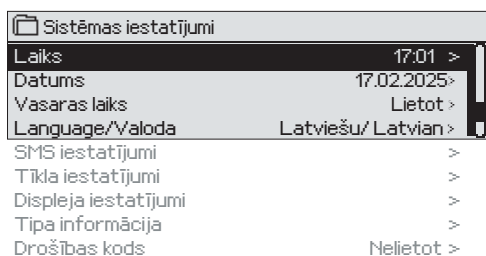 Sistēmas iestatījumi
Laiks 17:01 >
Datums 17.02.2025>
Vasaras laiks Lietot >
Language/Valoda Latviešu/ Latvian >
SMS iestatījumi >
Tīkla iestatījumi >
Displeja iestatījumi >
Tipa informācija >
Drošības kods Nelietot >